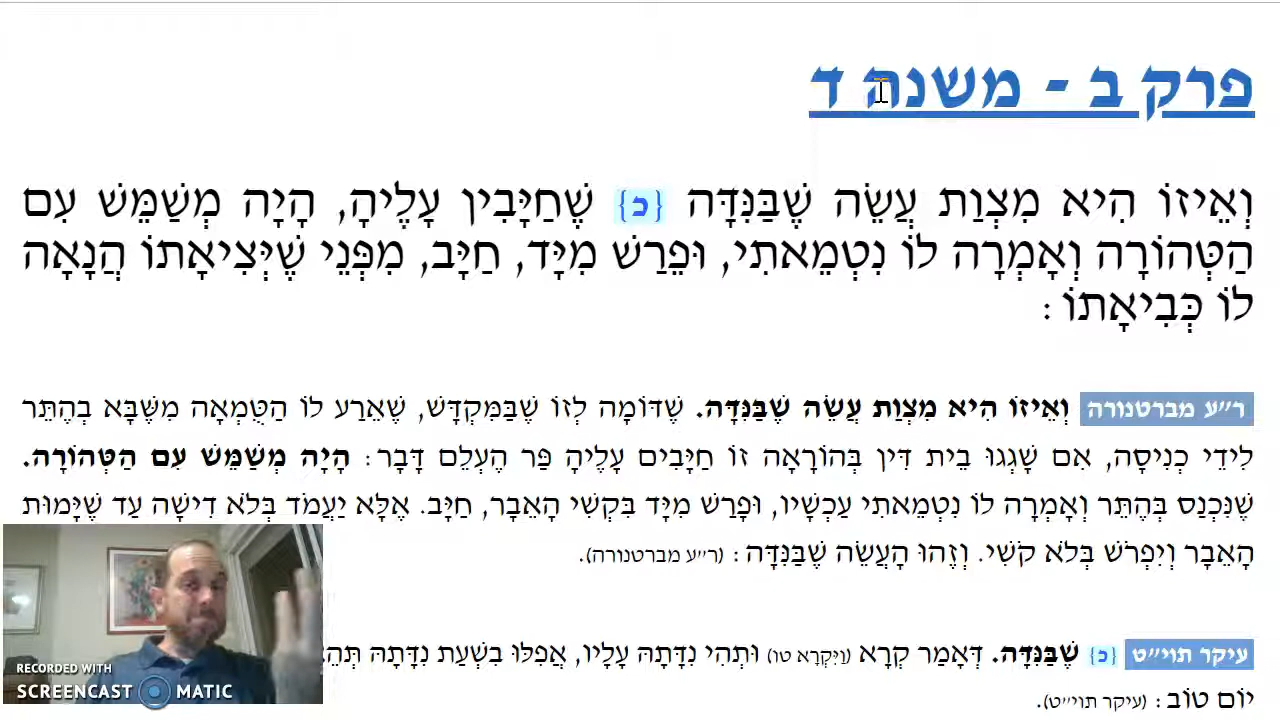 פרק ב - משנה ד
וְאֵיזוֹ הִיא מִצְוַת עֲשֵׂה שֶׁבַּנִּדָּה {כ} שֶׁחַיָּבִין עָלֶיהָ, הָיָה מְשַׁמֵּשׁ עִם
הַטְּהוֹרָה וְאָמְרָה לוֹ נִטְמֵאתִי, וּפֵרַשׁ מִיָּד, חַיָּב, מִפְּנֵי שֶׁיְּצִיאָתוֹ הֲנָאָה
לוֹ כְּבִיאָתוֹ :
ר״ע מברטנורה וְאֵיזוֹ הִיא מִצְוַת עֲשֵׂה שֶׁבַּנִּדָּה. שֶׁדּוֹמָה לְזוֹ שֶׁבַּמִּקְדָּשׁ, שֶׁאֵרַע לוֹ הַטֻּמְאָה מִשֶּׁבָּא בְהֶתֵּר
לִידֵי כְנִיסָה, אִם שָׁגְגוּ בֵית דִּין בְּהוֹרָאָה זוֹ חַיָּבִים עָלֶיהָ פַּר הֶעְלֵם דָּבָר : הָיָה מְשַׁמֵּשׁ עִם הַטְּהוֹרָה.
שֶׁנִּכְנַס בְּהֶתֵּר וְאָמְרָה לוֹ נִטְמֵאתִי עַכְשָׁיו, וּפָרַשׁ מִיָּד בְּקִשְׁי הָאֵבָר, חַיָּב. אֶלָּא יַעֲמֹד בְּלֹא דִישָׁה עַד שֶׁיָּמוּת
הָאֵבָר וְיִפְרֹשׁ בְּלֹא קֹשִׁי. וְזֶהוּ הָעֲשֵׂה שֶׁבַּנִּדָּה : (ר״ע מברטנורה).
עיקר תוי״ט {כ} שֶׁבַּנִּדָּה. דְּאָמַר קְרָא (וַיִּקְרָא טו) וּתְהִי נִדָּתָהּ עָלָיו, אֲפִלּוּ בִשְׁעַת נִדָּתָהּ
יוֹם טוֹב : (עיקר תוי״ט).
RECORDED WITH
SCREENCAST MATIC